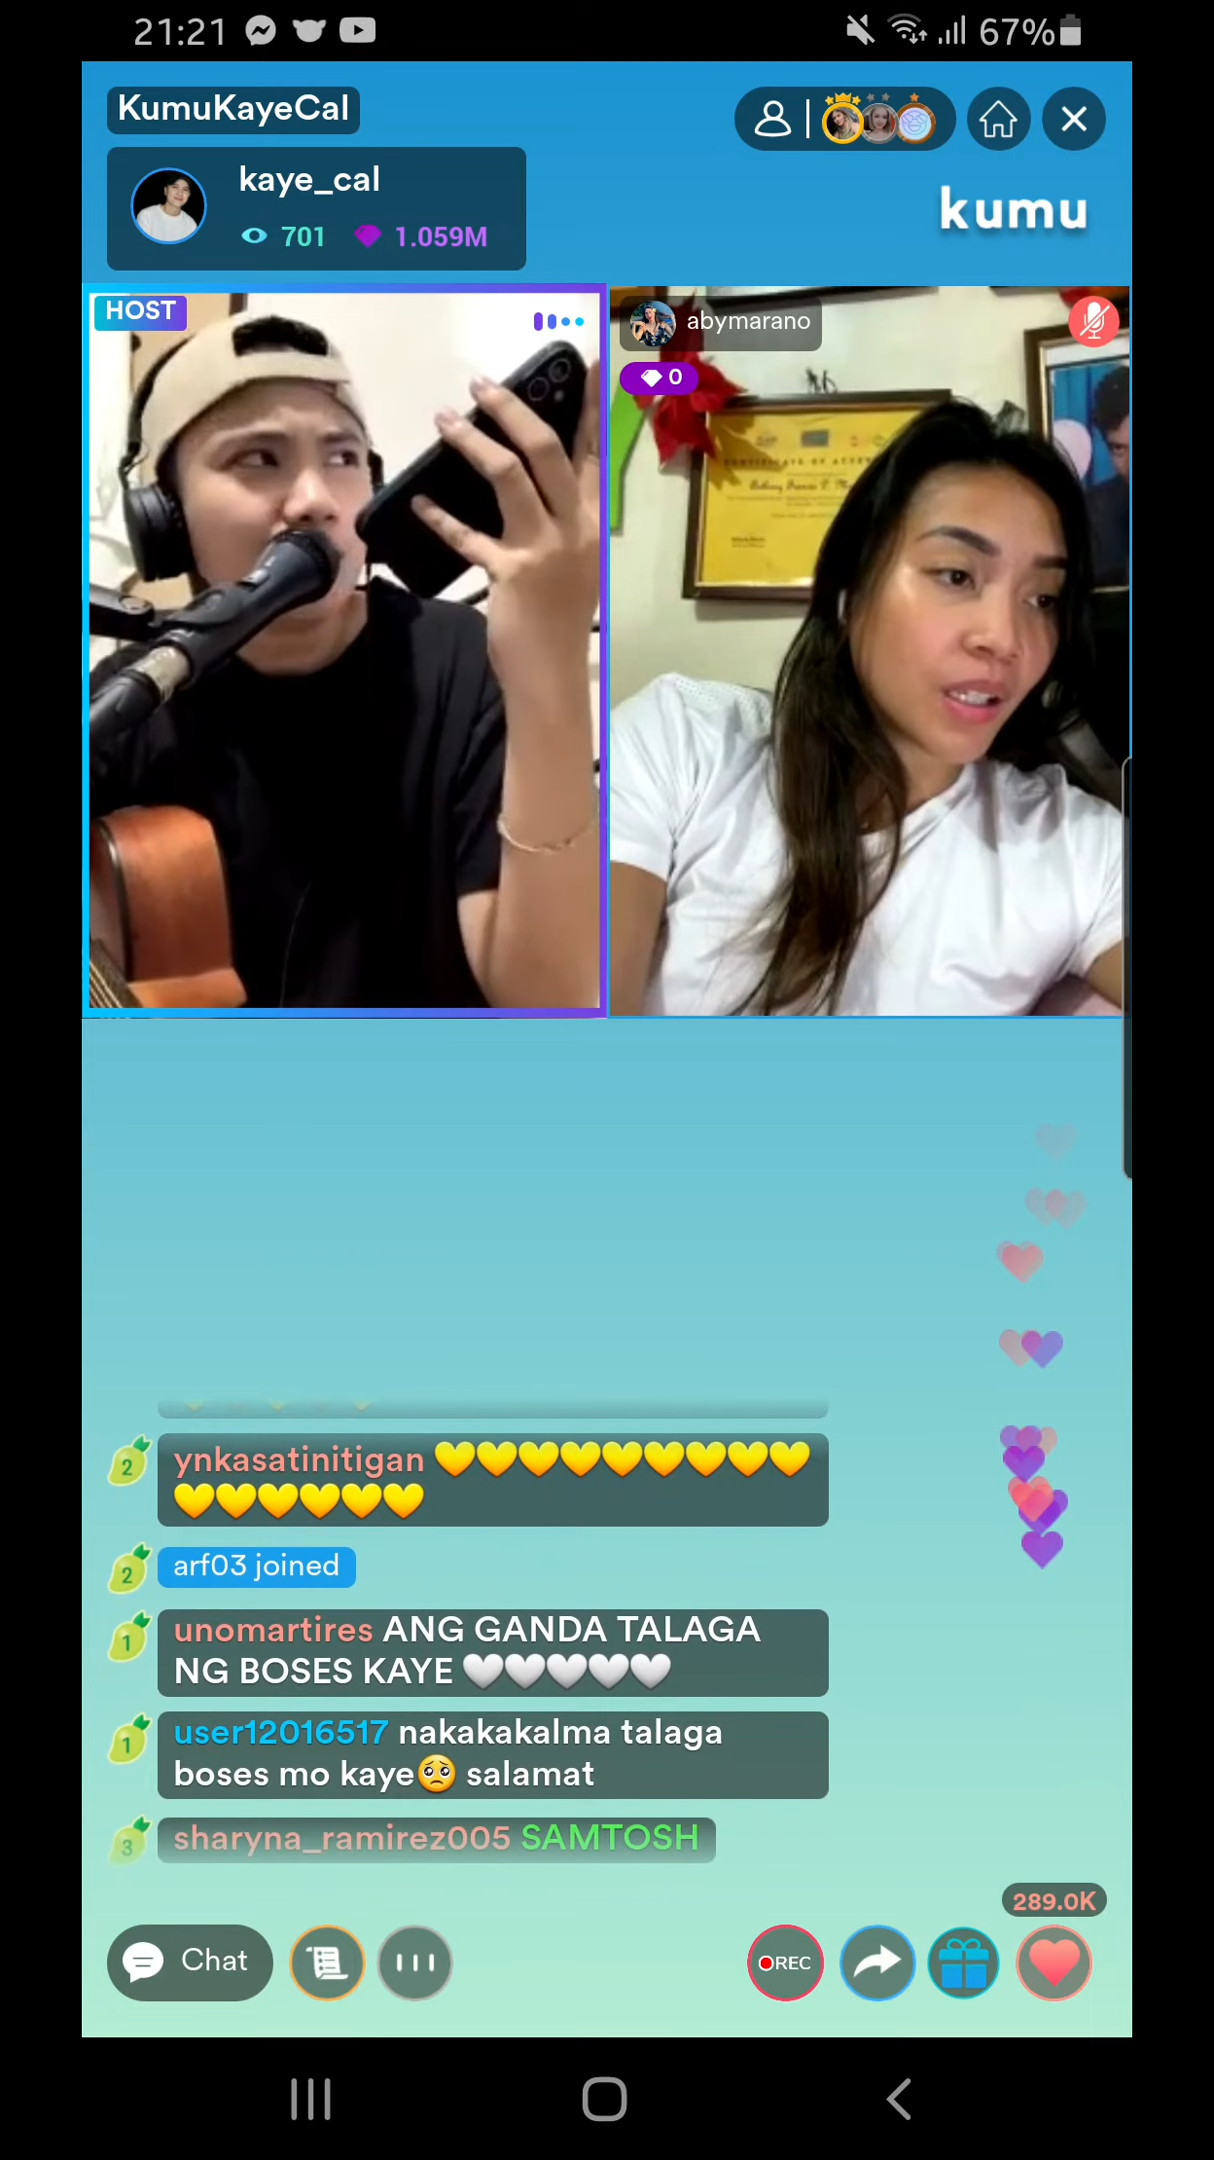 21:21
67%
KumuKayeCal
kaye_cal
701 1.059M
kumu
HOST
abymarano
0
ynkasatinitigan 💛💛💛💛💛💛💛💛💛
💛💛💛💛💛💛
2
arf03 joined
2
unomartires ANG GANDA TALAGA
NG BOSES KAYE 🤍🤍🤍🤍🤍
1
user12016517 nakakakalma talaga
boses mo kaye🥺 salamat
1
sharyna_ramirez005 SAMTOSH
3
289.0K
Chat
REC